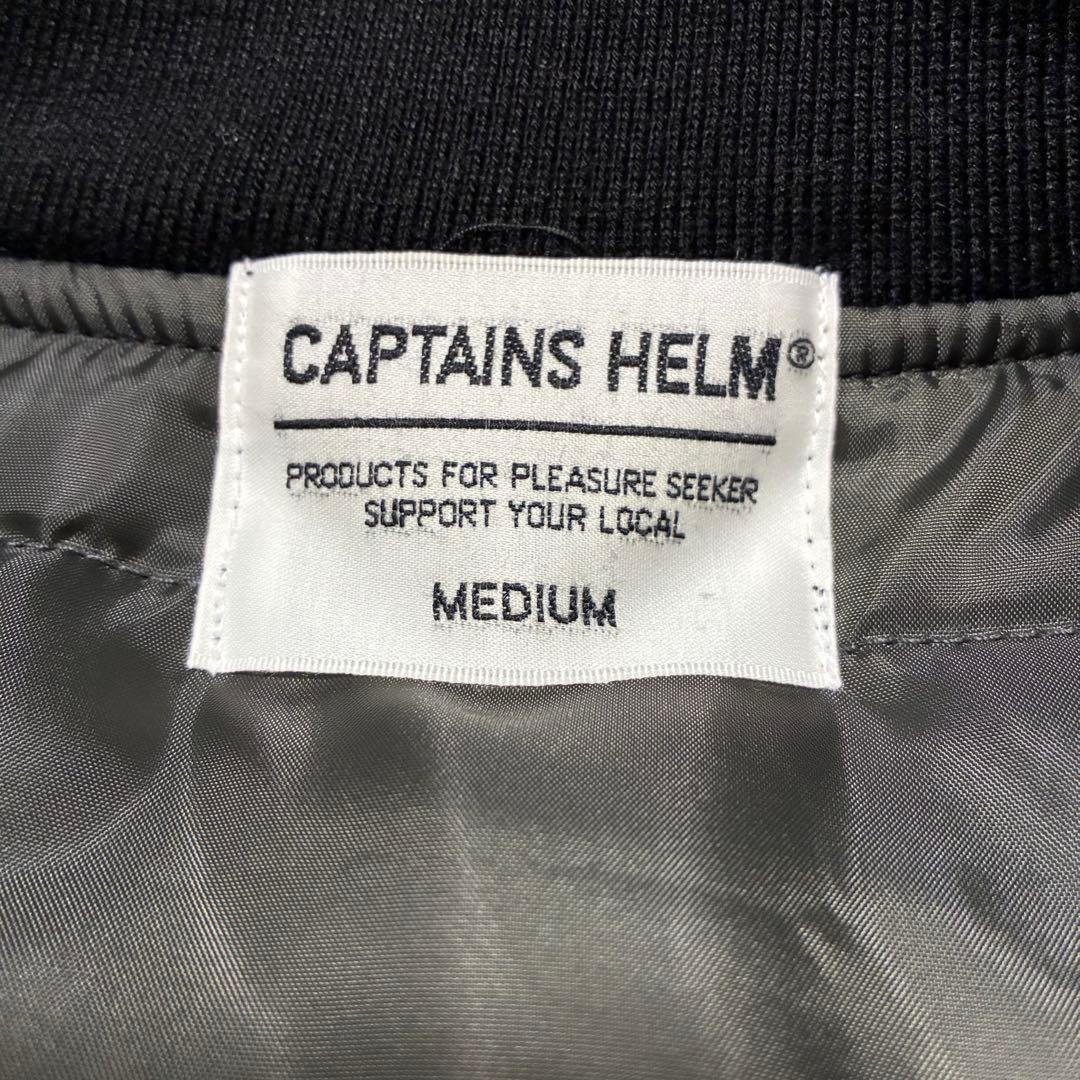 CAPTAINS HELM®
PRODUCTS FOR PLEASURE SEEKER
SUPPORT YOUR LOCAL
MEDIUM